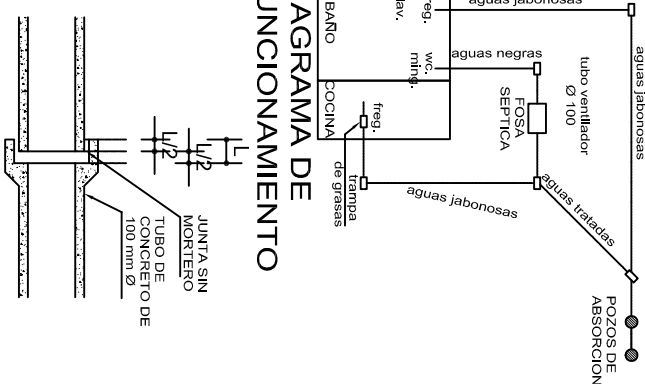 aguas jabonosas
reg.
lav.
BAÑO
wc.
ming.
aguas negras
tubo ventilador
Ø 100
FOSA
SEPTICA
aguas jabonosas
COCINA
freg.
trampa
de grasas
aguas jabonosas
aguas tratadas
POZOS DE
ABSORCION
AGRAMA DE
UNCIONAMIENTO
L
L/2
L/2
JUNTA SIN
MORTERO
TUBO DE
CONCRETO DE
100 mm Ø